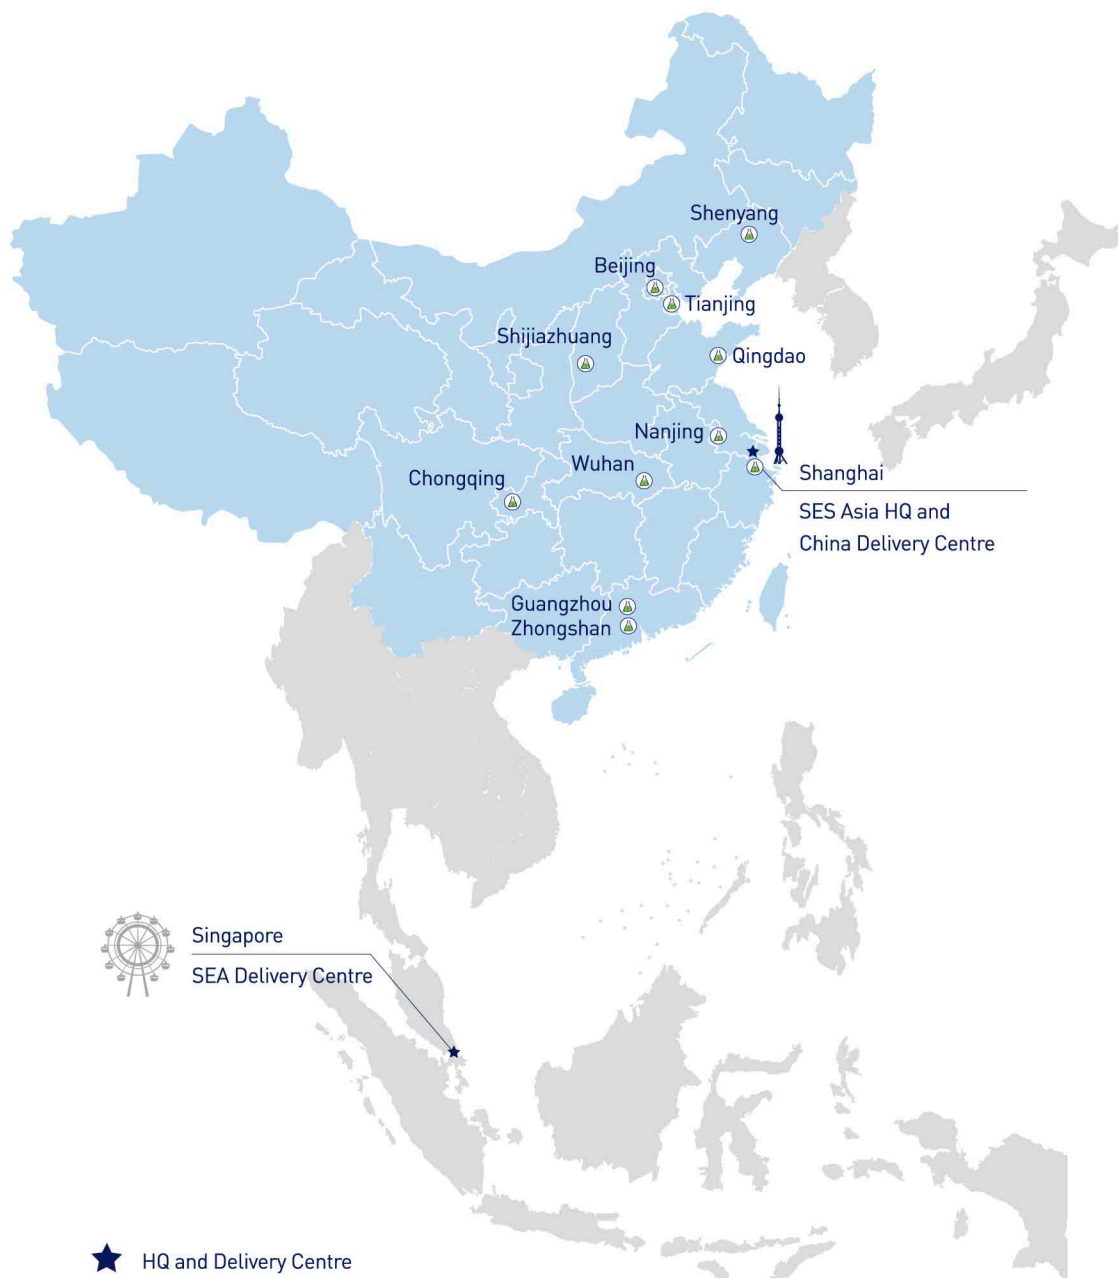 Shenyang
Beijing
Tianjing
Shijiazhuang
Qingdao
Nanjing
Wuhan
Chongqing
Shanghai
SES Asia HQ and
China Delivery Centre
Guangzhou
Zhongshan
Singapore
SEA Delivery Centre
HQ and Delivery Centre